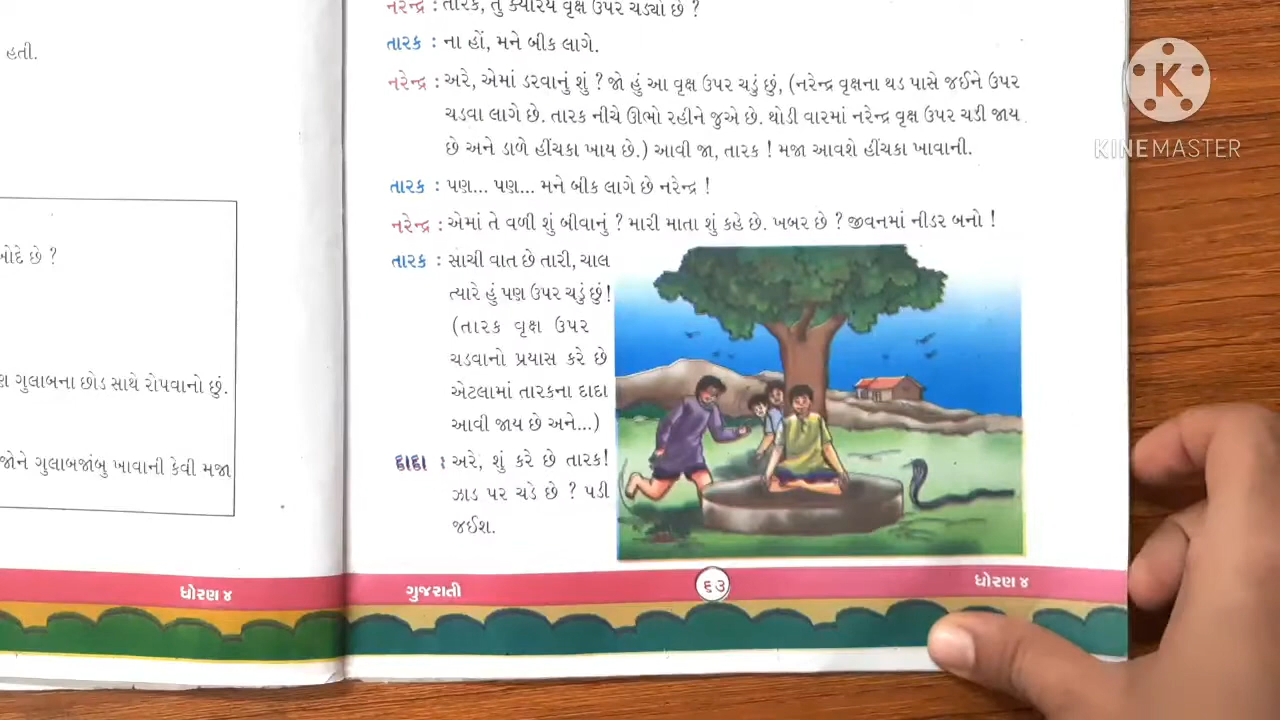 હતી.
ઓદે છે ?
ગુલાબના છોડ સાથે રોપવાનો છું.
જોને ગુલાબજાંબુ ખાવાની કેવી મજા
ધોરણ ૪
નરેન્દ્ર : તારક, તું ક્યારેય વૃક્ષ ઉપર ચડ્યો છે ?
તારક : ના હોં, મને બીક લાગે.
નરેન્દ્ર : અરે, એમાં ડરવાનું શું ? જો હું આ વૃક્ષ ઉપર ચડું છું, (નરેન્દ્ર વૃક્ષના થડ પાસે જઈને ઉપર
ચડવા લાગે છે. તારક નીચે ઊભો રહીને જુએ છે. થોડી વારમાં નરેન્દ્ર વૃક્ષ ઉપર ચડી જાય
છે અને ડાળે હીંચકા ખાય છે.) આવી જા, તારક ! મજા આવશે હીંચકા ખાવાની.
તારક : પણ... પણ... મને બીક લાગે છે નરેન્દ્ર !
નરેન્દ્ર : એમાં તે વળી શું બીવાનું ? મારી માતા શું કહે છે. ખબર છે ? જીવનમાં નીડર બનો !
તારક : સાચી વાત છે તારી, ચાલ
ત્યારે હું પણ ઉપર ચડું છું !
(તારક વૃક્ષ ઉપર
ચડવાનો પ્રયાસ કરે છે
એટલામાં તારકના દાદા
આવી જાય છે અને...)
દાદા : અરે, શું કરે છે તારક!
ઝાડ પર ચડે છે ? પડી
જઈશ.
ગુજરાતી
૬૩
ધોરણ ૪
K
KINEMASTER